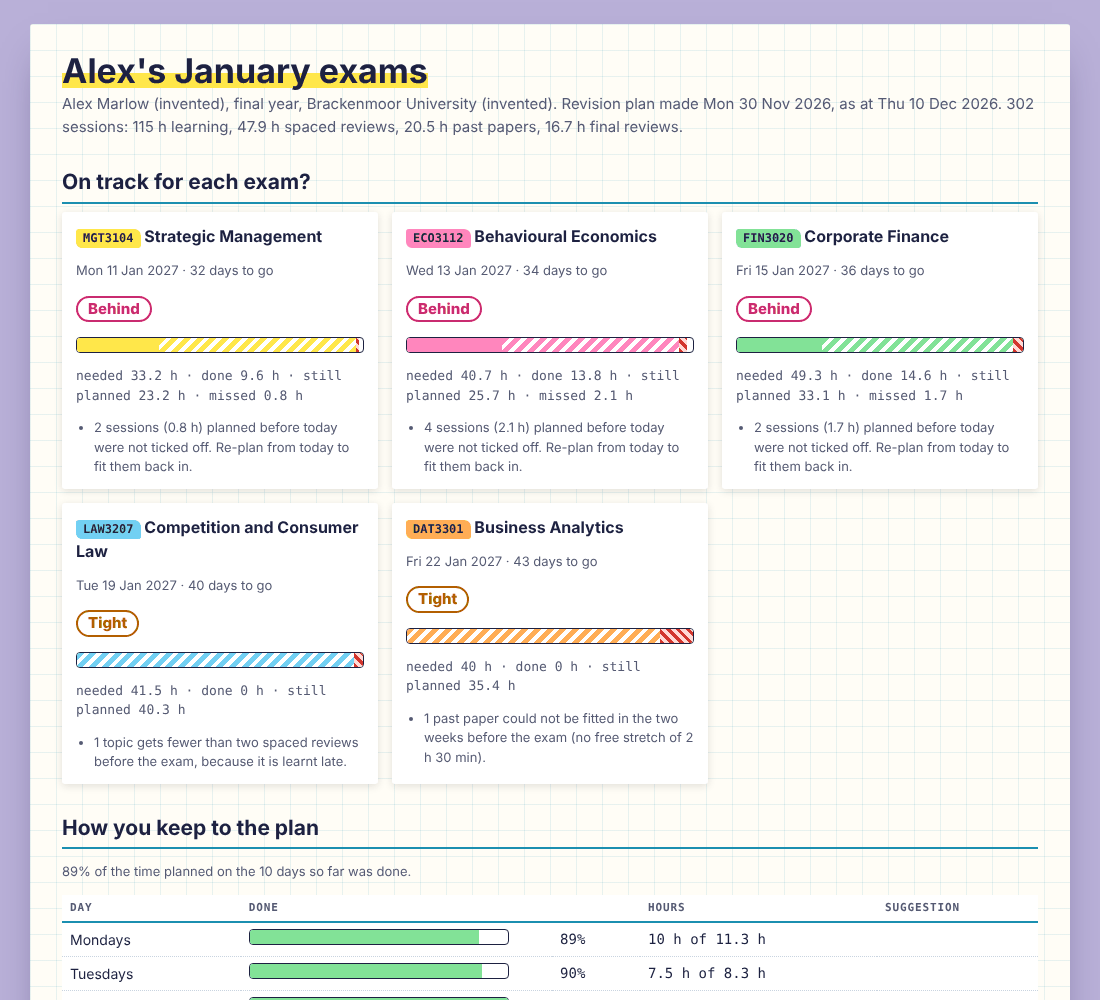 Alex's January exams
Alex Marlow (invented), final year, Brackenmoor University (invented). Revision plan made Mon 30 Nov 2026, as at Thu 10 Dec 2026. 302
sessions: 115 h learning, 47.9 h spaced reviews, 20.5 h past papers, 16.7 h final reviews.
On track for each exam?
MGT3104 Strategic Management
Mon 11 Jan 2027 · 32 days to go
Behind
needed 33.2 h · done 9.6 h · still
planned 23.2 h · missed 0.8 h
• 2 sessions (0.8 h) planned before today
were not ticked off. Re-plan from today to
fit them back in.
ECO3112 Behavioural Economics
Wed 13 Jan 2027 · 34 days to go
Behind
needed 40.7 h · done 13.8 h · still
planned 25.7 h · missed 2.1 h
• 4 sessions (2.1 h) planned before today
were not ticked off. Re-plan from today to
fit them back in.
FIN3020 Corporate Finance
Fri 15 Jan 2027 · 36 days to go
Behind
needed 49.3 h · done 14.6 h · still
planned 33.1 h · missed 1.7 h
• 2 sessions (1.7 h) planned before today
were not ticked off. Re-plan from today to
fit them back in.
LAW3207 Competition and Consumer
Law
Tue 19 Jan 2027 · 40 days to go
Tight
needed 41.5 h · done 0 h · still
planned 40.3 h
• 1 topic gets fewer than two spaced reviews
before the exam, because it is learnt late.
DAT3301 Business Analytics
Fri 22 Jan 2027 · 43 days to go
Tight
needed 40 h · done 0 h · still
planned 35.4 h
• 1 past paper could not be fitted in the two
weeks before the exam (no free stretch of 2
h 30 min).
How you keep to the plan
89% of the time planned on the 10 days so far was done.
DAY DONE HOURS SUGGESTION
Mondays 89% 10 h of 11.3 h
Tuesdays 90% 7.5 h of 8.3 h